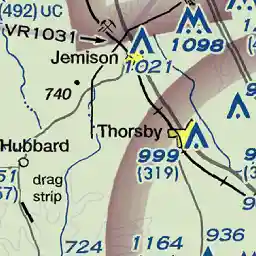 (492) UC
VR1031
1098
Jemison
1021
740
Thorsby
Hubbard
999
(319)
drag
strip
936
724
1164